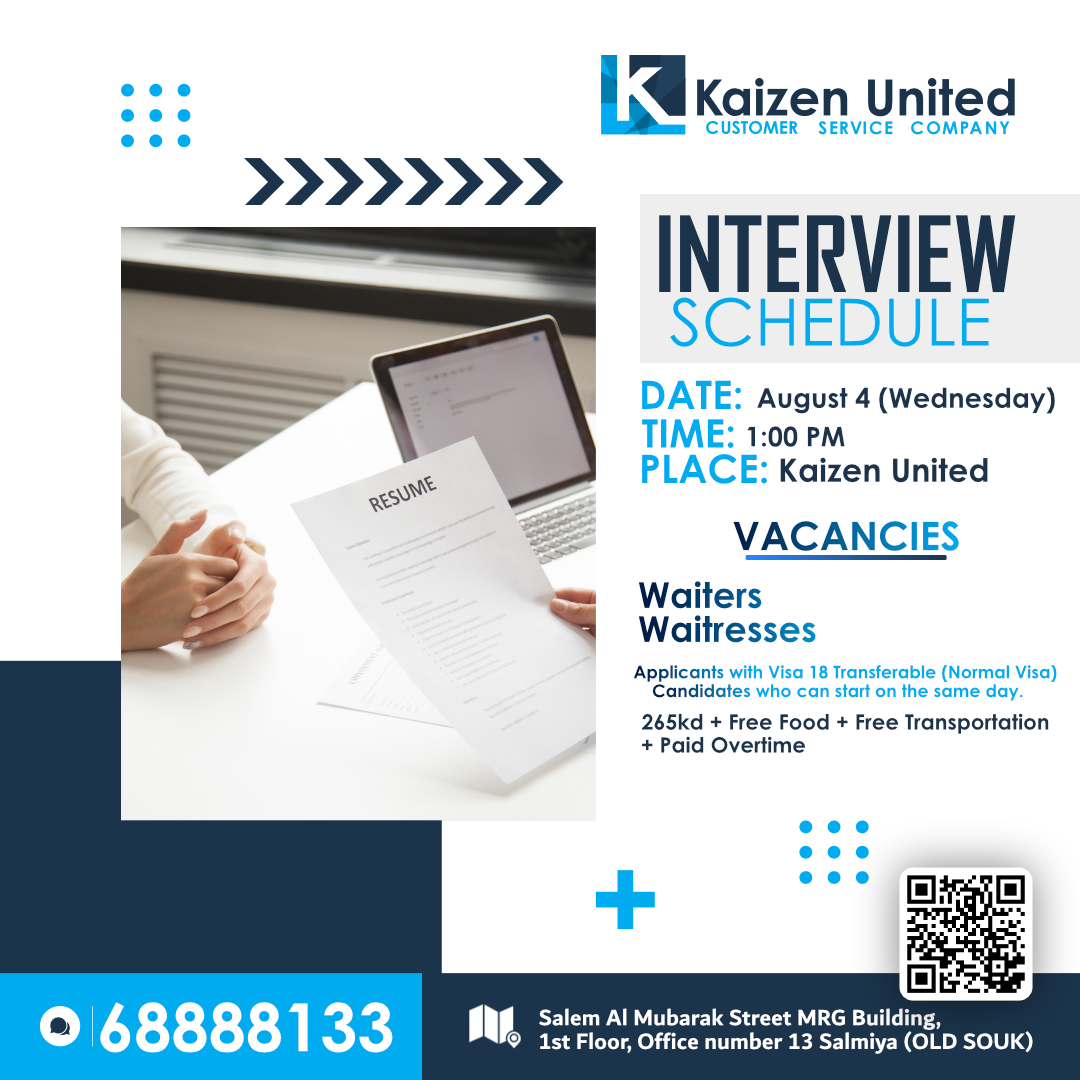 K Kaizen United
CUSTOMER SERVICE COMPANY
INTERVIEW
SCHEDULE
DATE: August 4 (Wednesday)
TIME: 1:00 PM
PLACE: Kaizen United
RESUME
VACANCIES
Waiters
Waitresses
Applicants with Visa 18 Transferable (Normal Visa)
Candidates who can start on the same day.
265kd + Free Food + Free Transportation
+ Paid Overtime
68888133
Salem Al Mubarak Street MRG Building,
1st Floor, Office number 13 Salmiya (OLD SOUK)